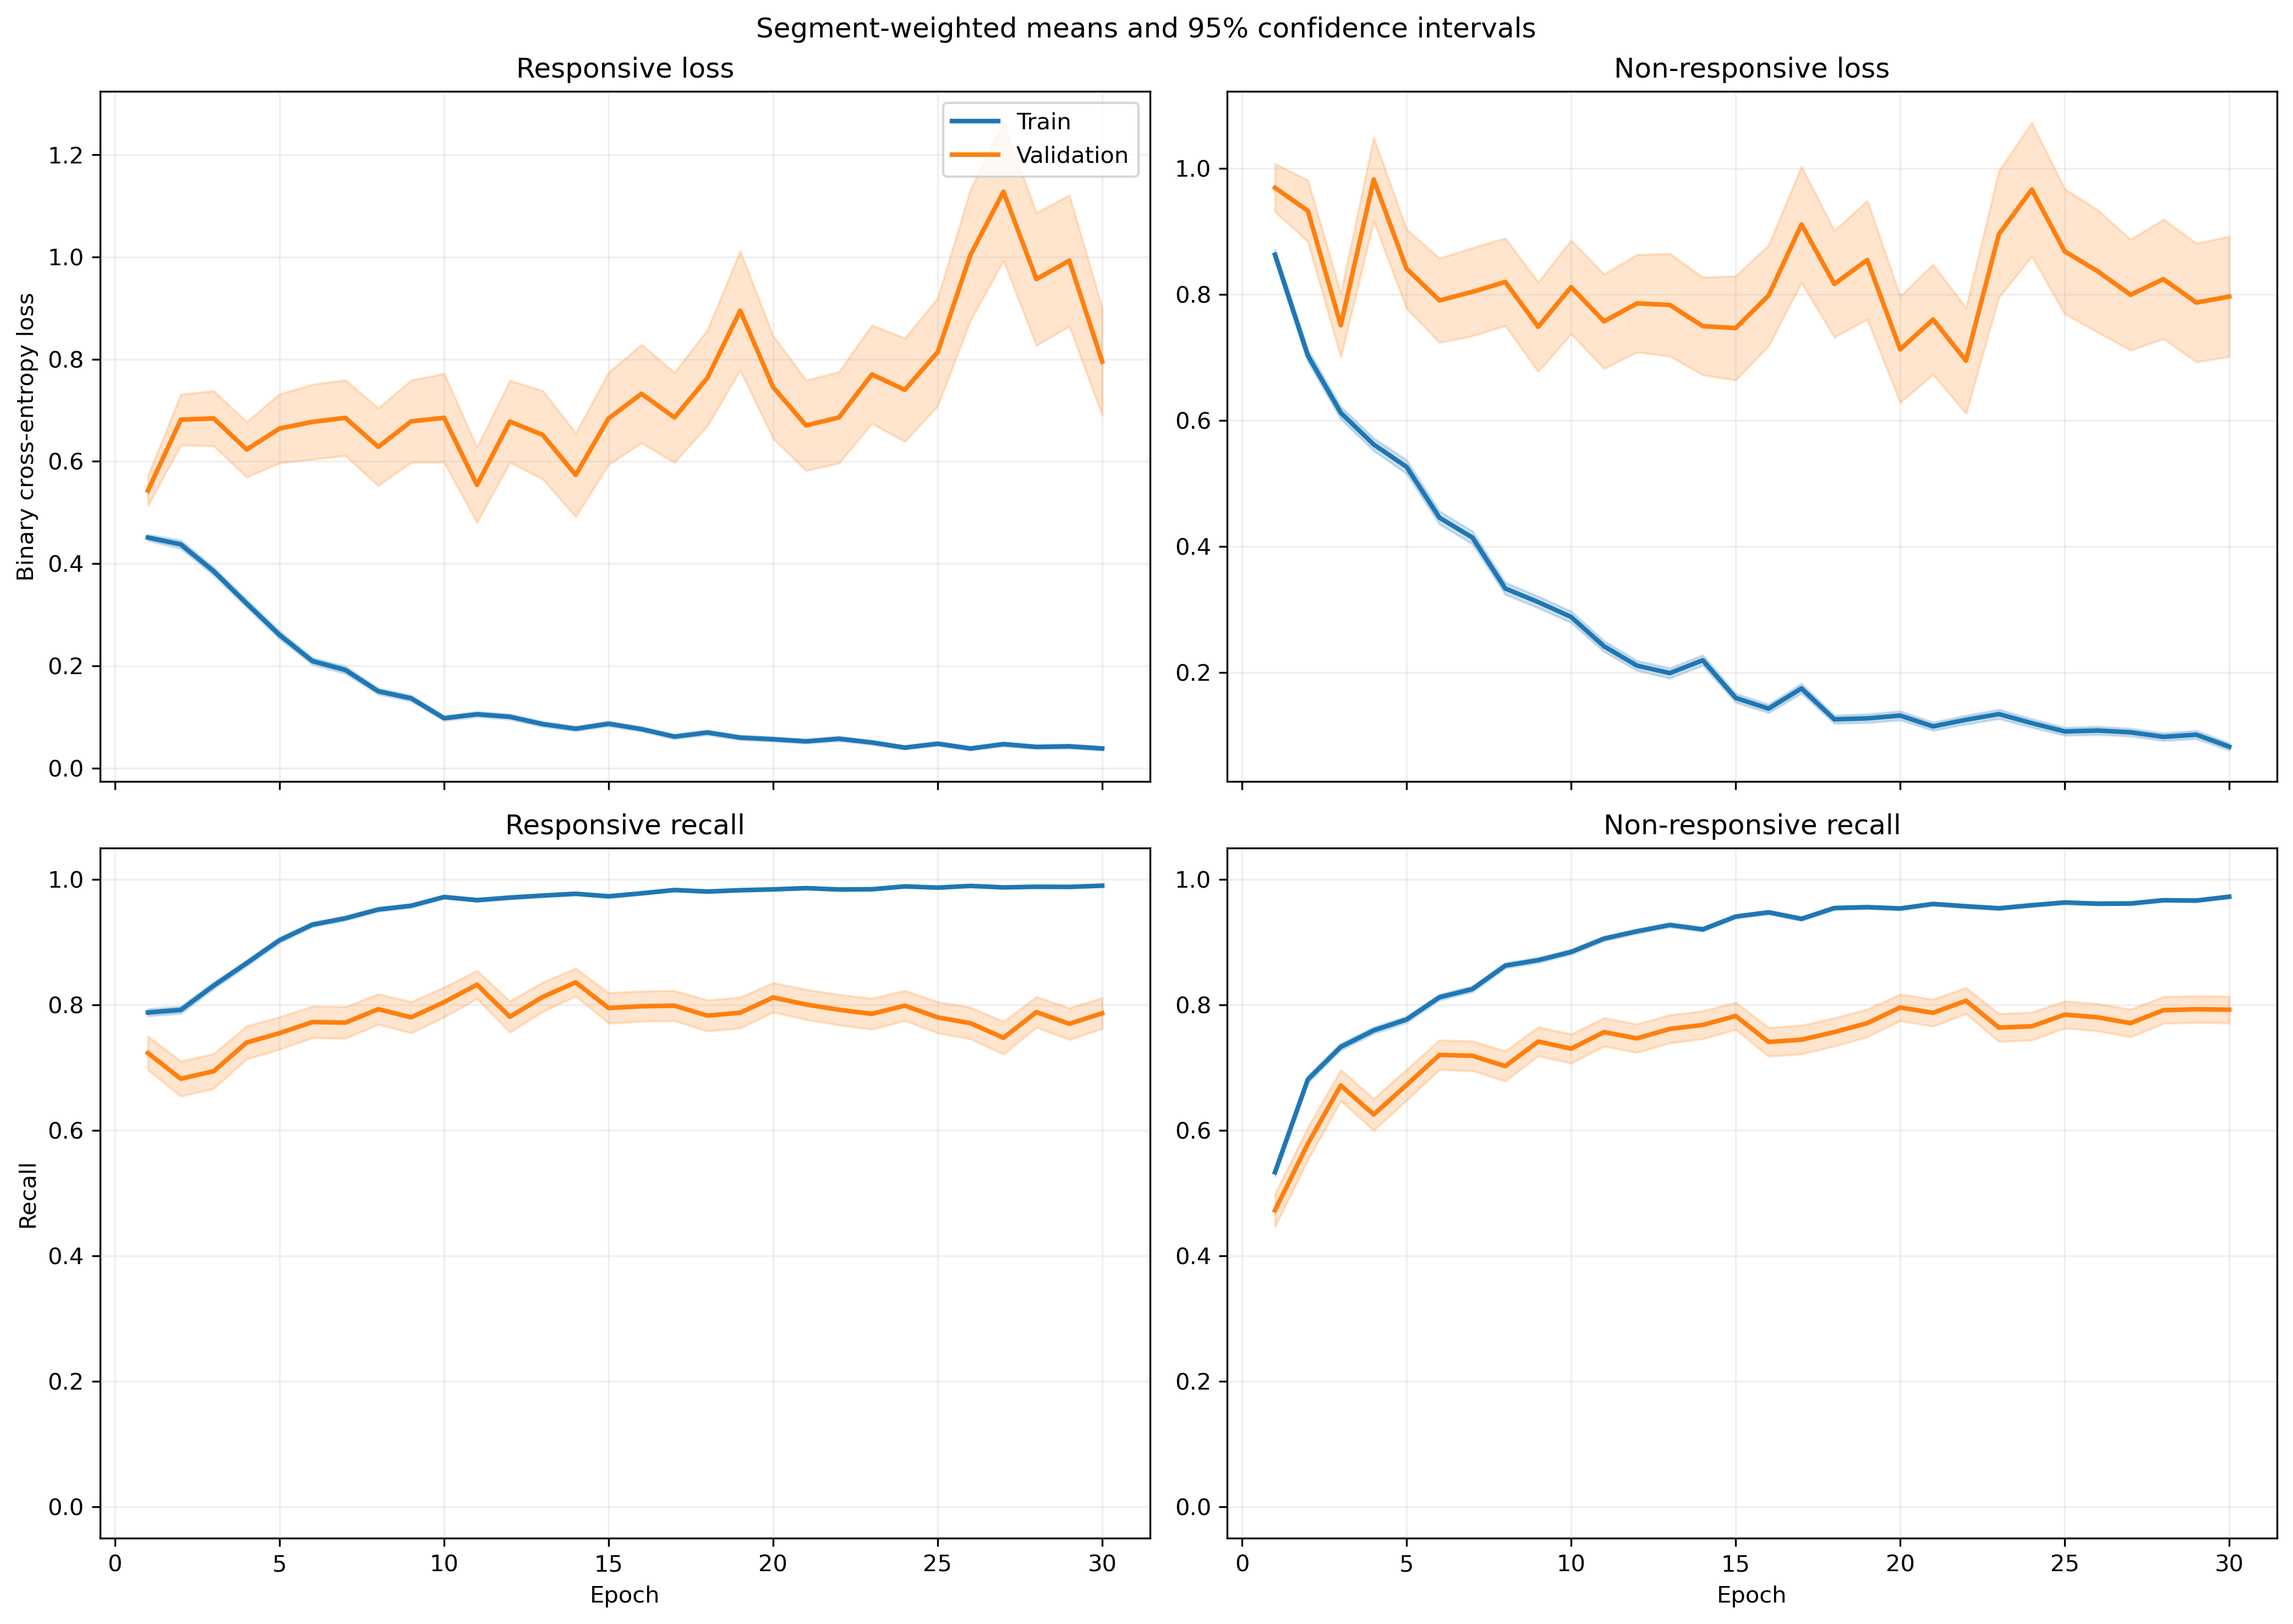 Segment-weighted means and 95% confidence intervals
Responsive loss
Non-responsive loss
Train
Validation
Binary cross-entropy loss
1.2
1.0
0.8
0.6
0.4
0.2
0.0
1.0
0.8
0.6
0.4
0.2
Responsive recall
Non-responsive recall
Recall
1.0
0.8
0.6
0.4
0.2
0.0
0 5 10 15 20 25 30
Epoch
1.0
0.8
0.6
0.4
0.2
0.0
0 5 10 15 20 25 30
Epoch